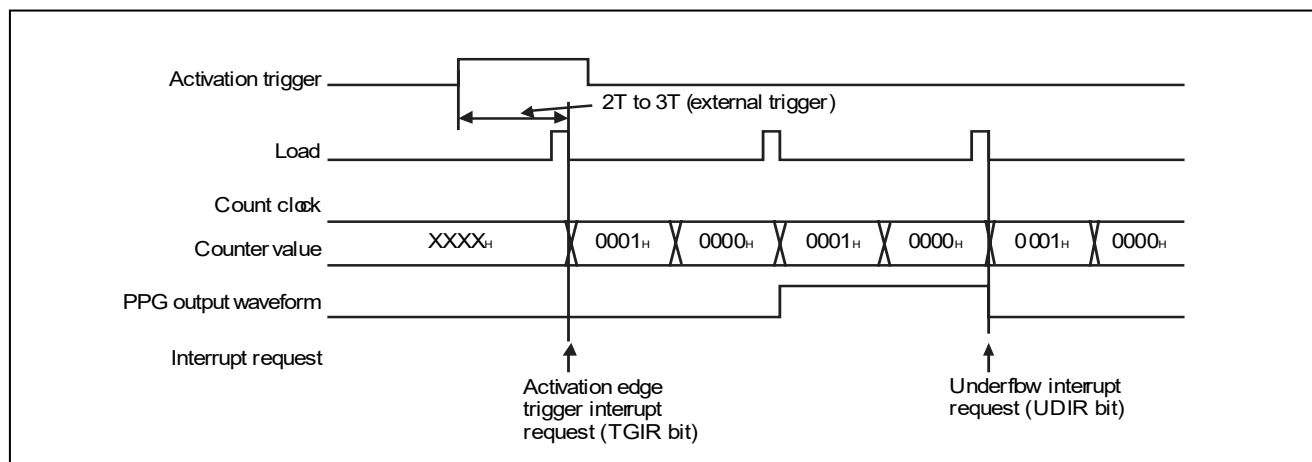 Activation trigger
2T to 3T (external trigger)
Load
Count clock
Counter value XXXXH 0001H 0000H 0001H 0000H 0001H 0000H
PPG output waveform
Interrupt request
Activation edge
trigger interrupt
request (TGIR bit)
Underflow interrupt
request (UDIR bit)